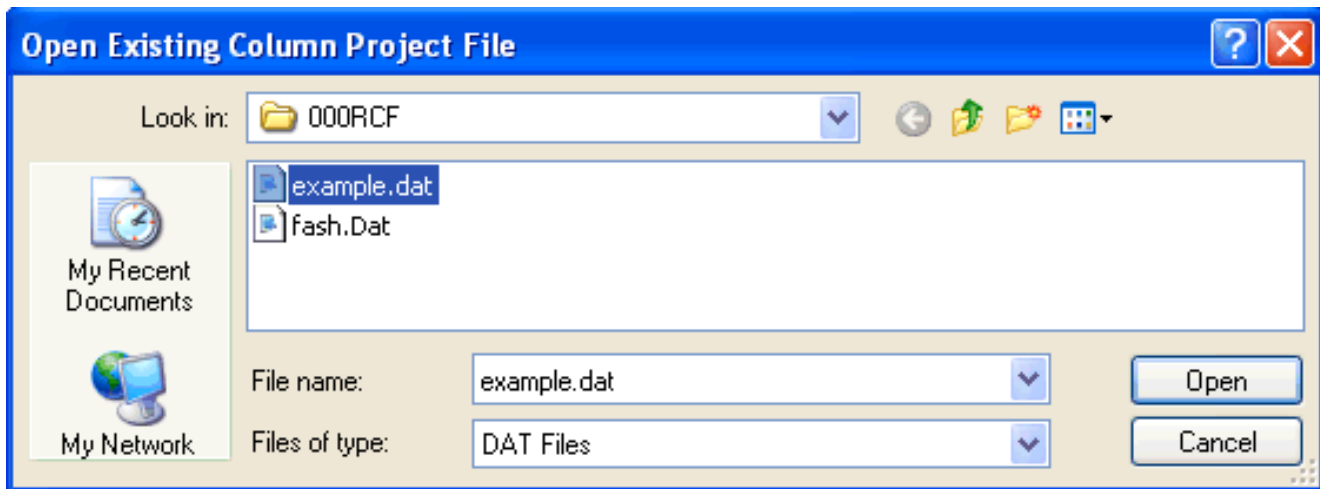 Open Existing Column Project File
Look in: 000RCF
example.dat
fash.Dat
My Recent
Documents
My Network
File name: example.dat Open
Files of type: DAT Files Cancel